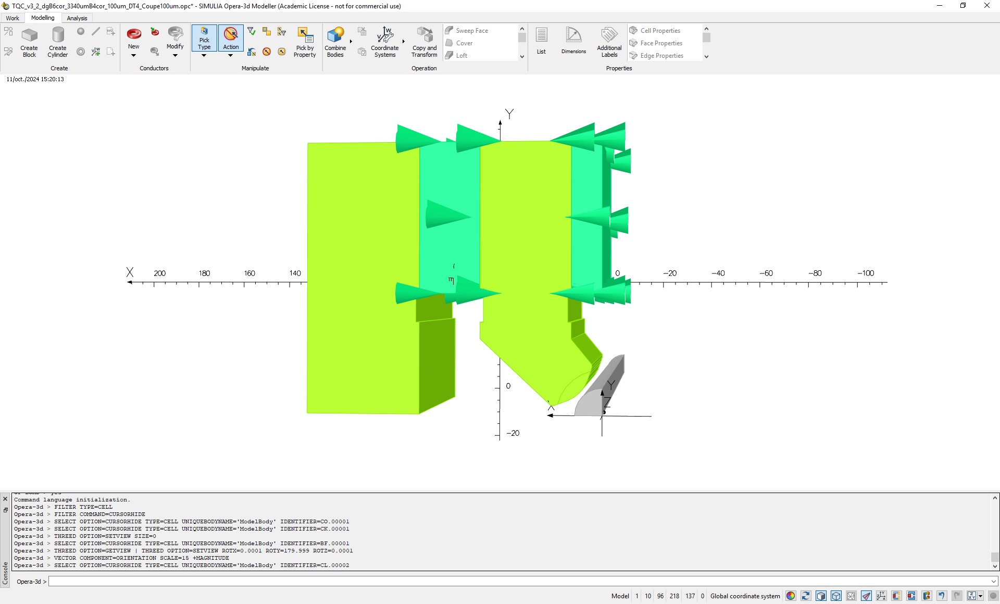 TQC_v3_2_dgB6cor_3340umB4cor_100um_DT4_Coupe100um.opc* - SIMULIA Opera-3d Modeller (Academic License - not for commercial use)
Work Modelling Analysis
Create Block
Create Cylinder
Create
New
Modify
Conductors
Pick Type
Action
Pick by Property
Manipulate
Combine Bodies
Coordinate Systems
Copy and Transform
Sweep Face
Cover
Loft
Operation
List
Dimensions
Additional Labels
Cell Properties
Face Properties
Edge Properties
Properties
11/oct./2024 15:20:13
Y
X 200 180 160 140 0 -20 -40 -60 -80 -100
0
Y
Z
X
-20
Command language initialization.
Opera-3d > FILTER TYPE=CELL
Opera-3d > FILTER COMMAND=CURSORHIDE
Opera-3d > SELECT OPTION=CURSORHIDE TYPE=CELL UNIQUEBODYNAME='ModelBody' IDENTIFIER=CO.00001
Opera-3d > SELECT OPTION=CURSORHIDE TYPE=CELL UNIQUEBODYNAME='ModelBody' IDENTIFIER=CK.00001
Opera-3d > THREED OPTION=SETVIEW SIZE=0
Opera-3d > SELECT OPTION=CURSORHIDE TYPE=CELL UNIQUEBODYNAME='ModelBody' IDENTIFIER=BF.00001
Opera-3d > THREED OPTION=GETVIEW | THREED OPTION=SETVIEW ROTX=0.0001 ROTY=179.999 ROTZ=0.0001
Opera-3d > VECTOR COMPONENT=ORIENTATION SCALE=15 +MAGNITUDE
Opera-3d > SELECT OPTION=CURSORHIDE TYPE=CELL UNIQUEBODYNAME='ModelBody' IDENTIFIER=CL.00002
Console
Opera-3d >
Model 1 10 96 218 137 0 Global coordinate system